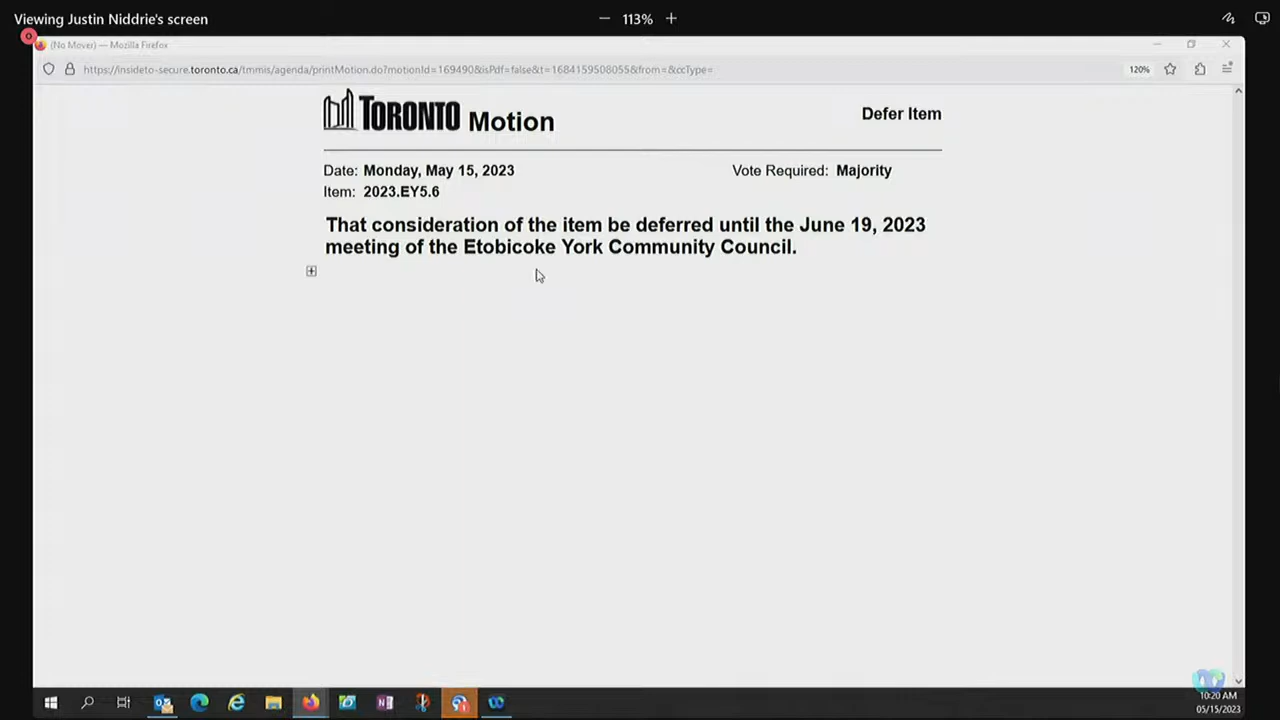 Viewing Justin Niddrie's screen
113%
(No Mover) — Mozilla Firefox
https://insideto-secure.toronto.ca/tmmis/agenda/printMotion.do?motionId=169490&isPdf=false&t=1684159508055&from=&ccType=
120%
TORONTO Motion
Defer Item
Date: Monday, May 15, 2023
Vote Required: Majority
Item: 2023.EY5.6
That consideration of the item be deferred until the June 19, 2023
meeting of the Etobicoke York Community Council.
10:20 AM
05/15/2023